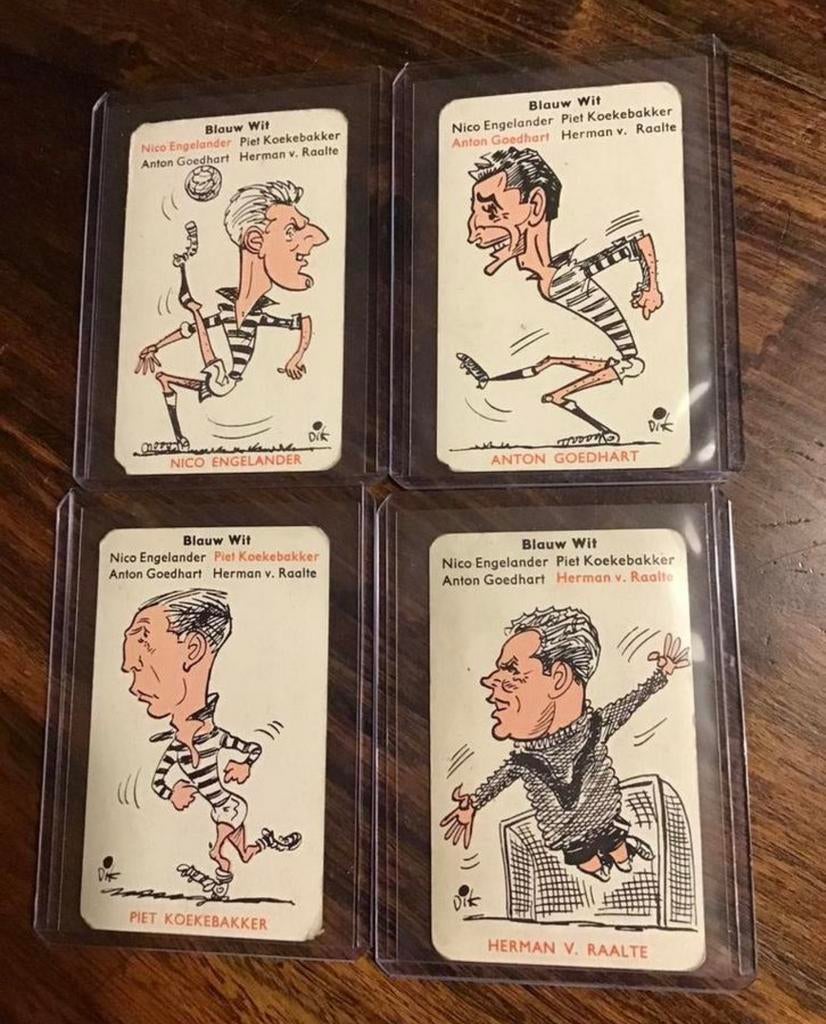 Blauw Wit
Nico Engelander Piet Koekebakker
Anton Goedhart Herman v. Raalte
Dik
NICO ENGELANDER
Blauw Wit
Nico Engelander Piet Koekebakker
Anton Goedhart Herman v. Raalte
Dik
ANTON GOEDHART
Blauw Wit
Nico Engelander Piet Koekebakker
Anton Goedhart Herman v. Raalte
Dik
PIET KOEKEBAKKER
Blauw Wit
Nico Engelander Piet Koekebakker
Anton Goedhart Herman v. Raalte
Dik
HERMAN V. RAALTE